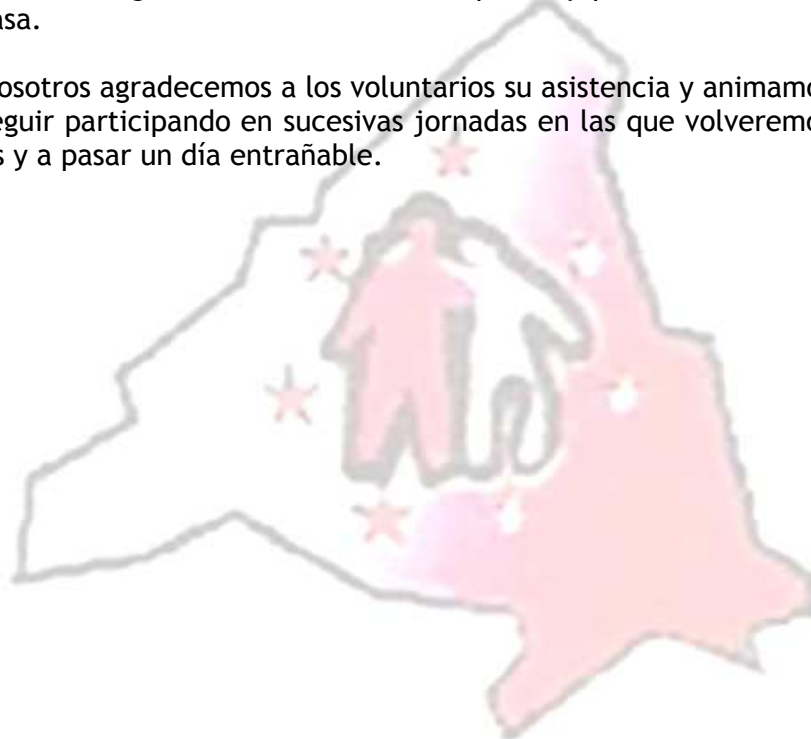 asa.
osotros agradecemos a los voluntarios su asistencia y animamo
eguir participando en sucesivas jornadas en las que volveremo
s y a pasar un día entrañable.